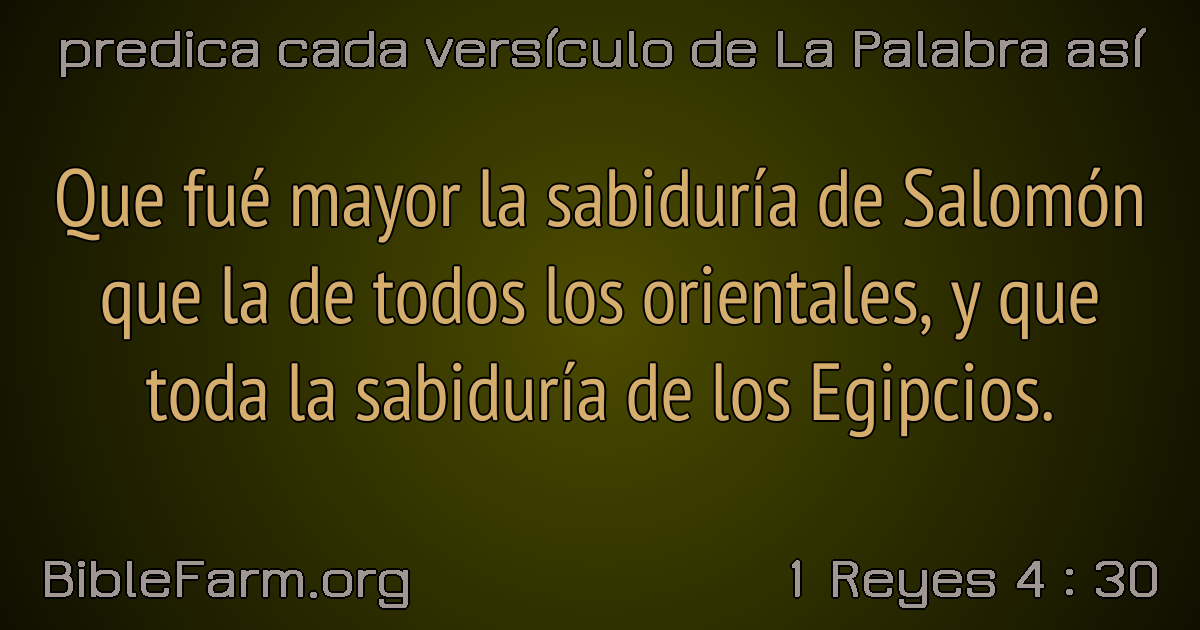 predica cada versículo de La Palabra así
Que fué mayor la sabiduría de Salomón
que la de todos los orientales, y que
toda la sabiduría de los Egipcios.
BibleFarm.org
1 Reyes 4 : 30